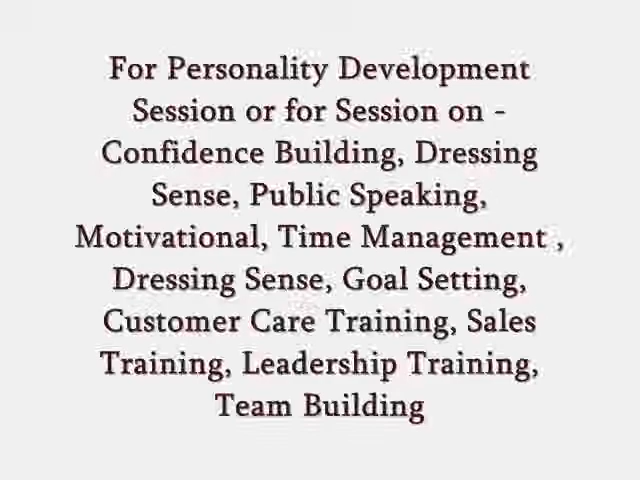 For Personality Development
Session or for Session on -
Confidence Building, Dressing
Sense, Public Speaking,
Motivational, Time Management ,
Dressing Sense, Goal Setting,
Customer Care Training, Sales
Training, Leadership Training,
Team Building